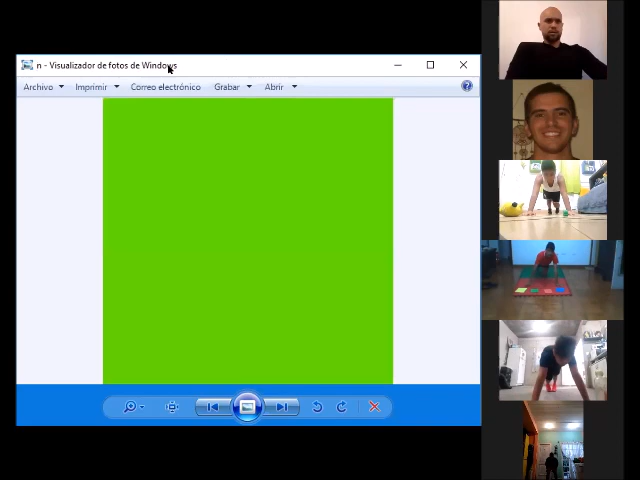 n - Visualizador de fotos de Windows
Archivo Imprimir Correo electrónico Grabar Abrir